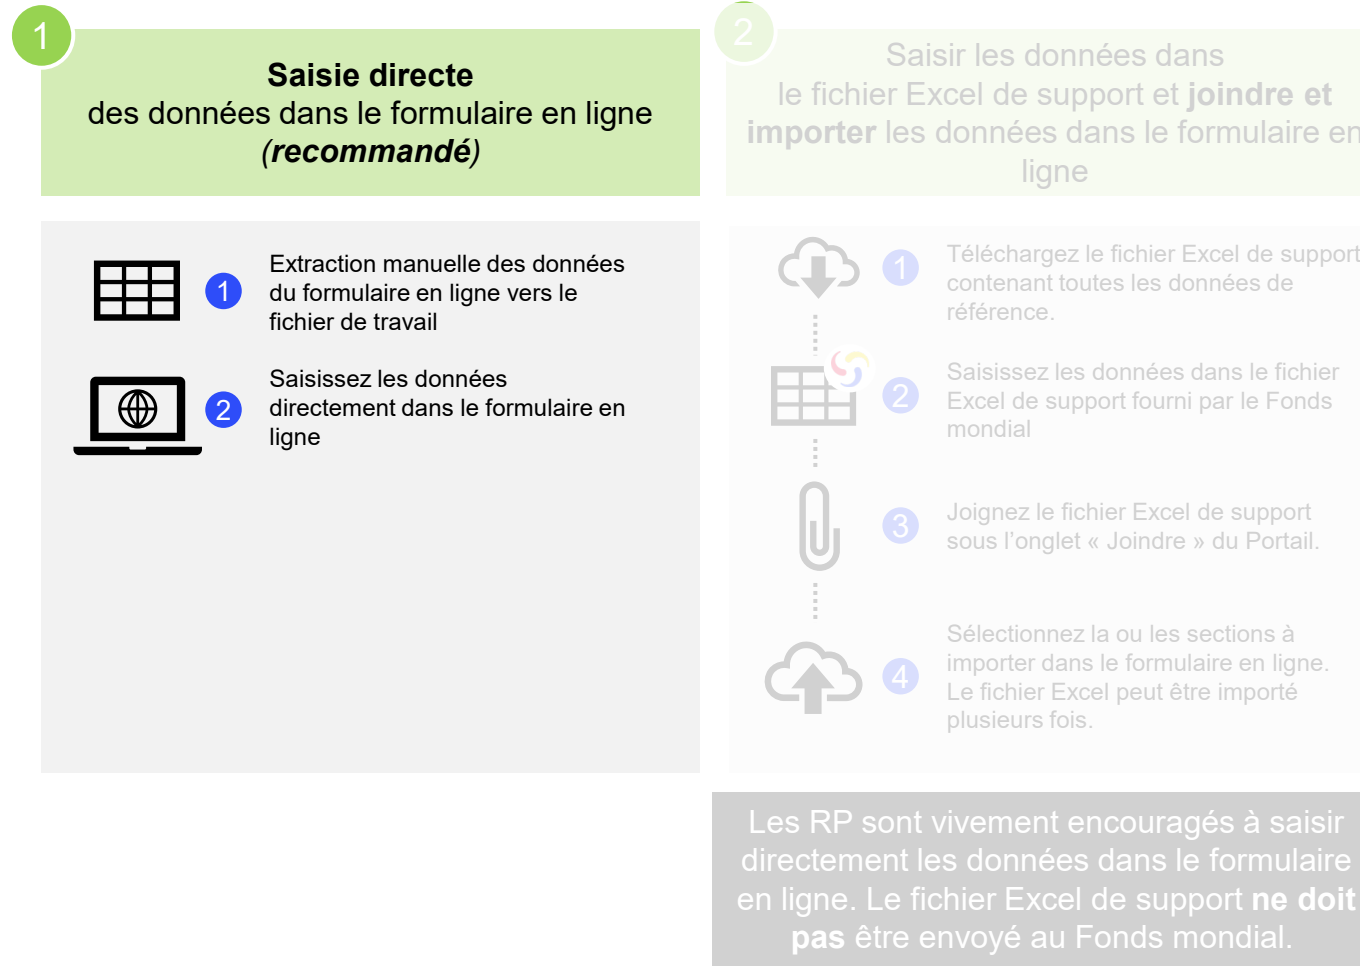 1
Saisie directe
des données dans le formulaire en ligne
(recommandé)
1
Extraction manuelle des données
du formulaire en ligne vers le
fichier de travail
2
Saisissez les données
directement dans le formulaire en
ligne
2
Saisir les données dans
le fichier Excel de support et joindre et
importer les données dans le formulaire en
ligne
1
Téléchargez le fichier Excel de support
contenant toutes les données de
référence.
2
Saisissez les données dans le fichier
Excel de support fourni par le Fonds
mondial
3
Joignez le fichier Excel de support
sous l'onglet « Joindre » du Portail.
4
Sélectionnez la ou les sections à
importer dans le formulaire en ligne.
Le fichier Excel peut être importé
plusieurs fois.
Les RP sont vivement encouragés à saisir
directement les données dans le formulaire
en ligne. Le fichier Excel de support ne doit
pas être envoyé au Fonds mondial.